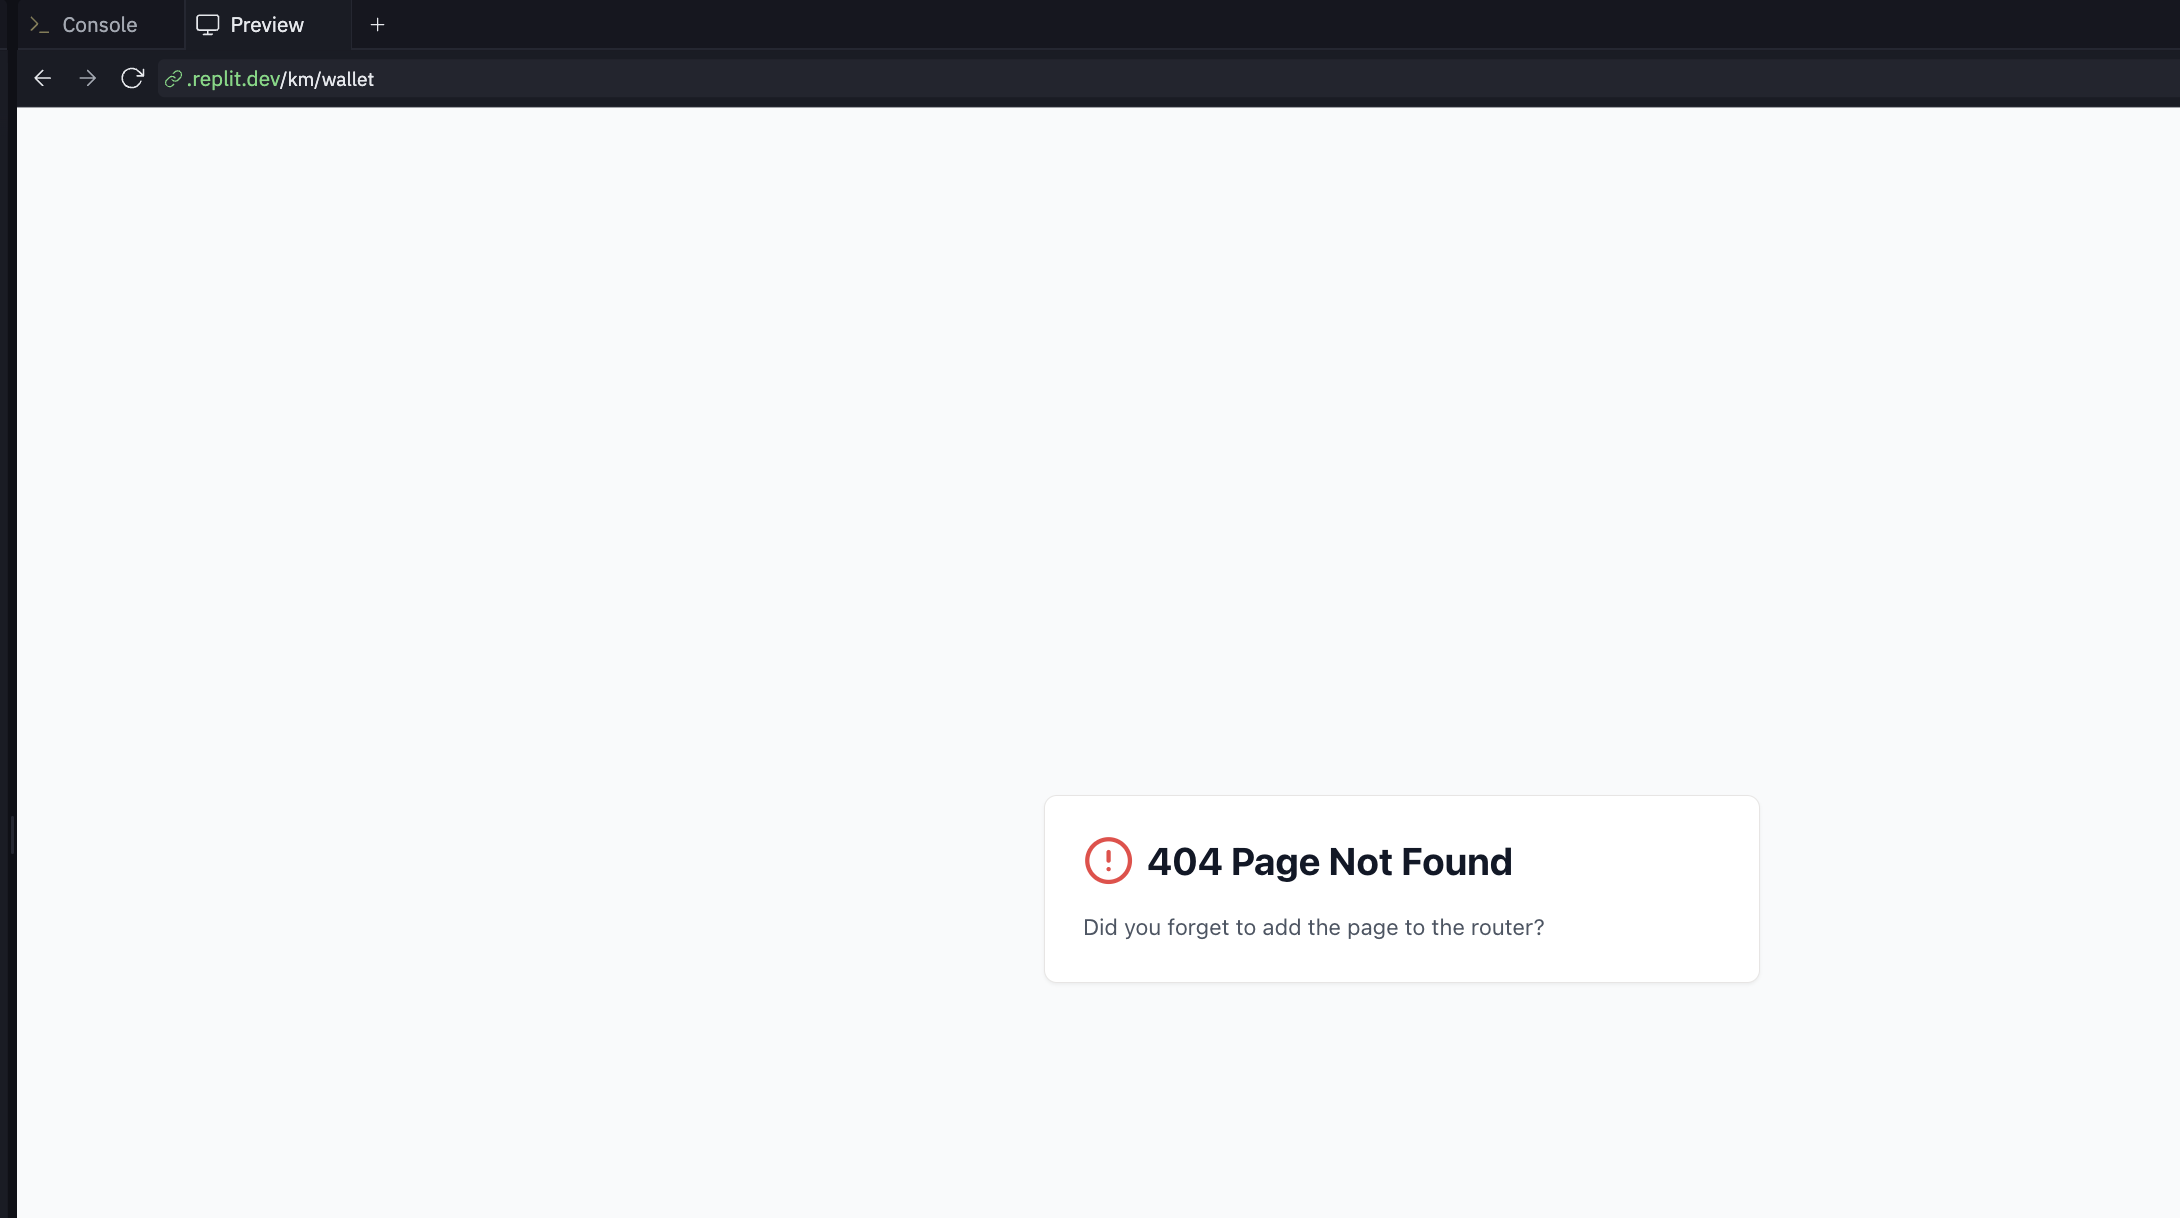 Console
Preview
.replit.dev/km/wallet
404 Page Not Found
Did you forget to add the page to the router?